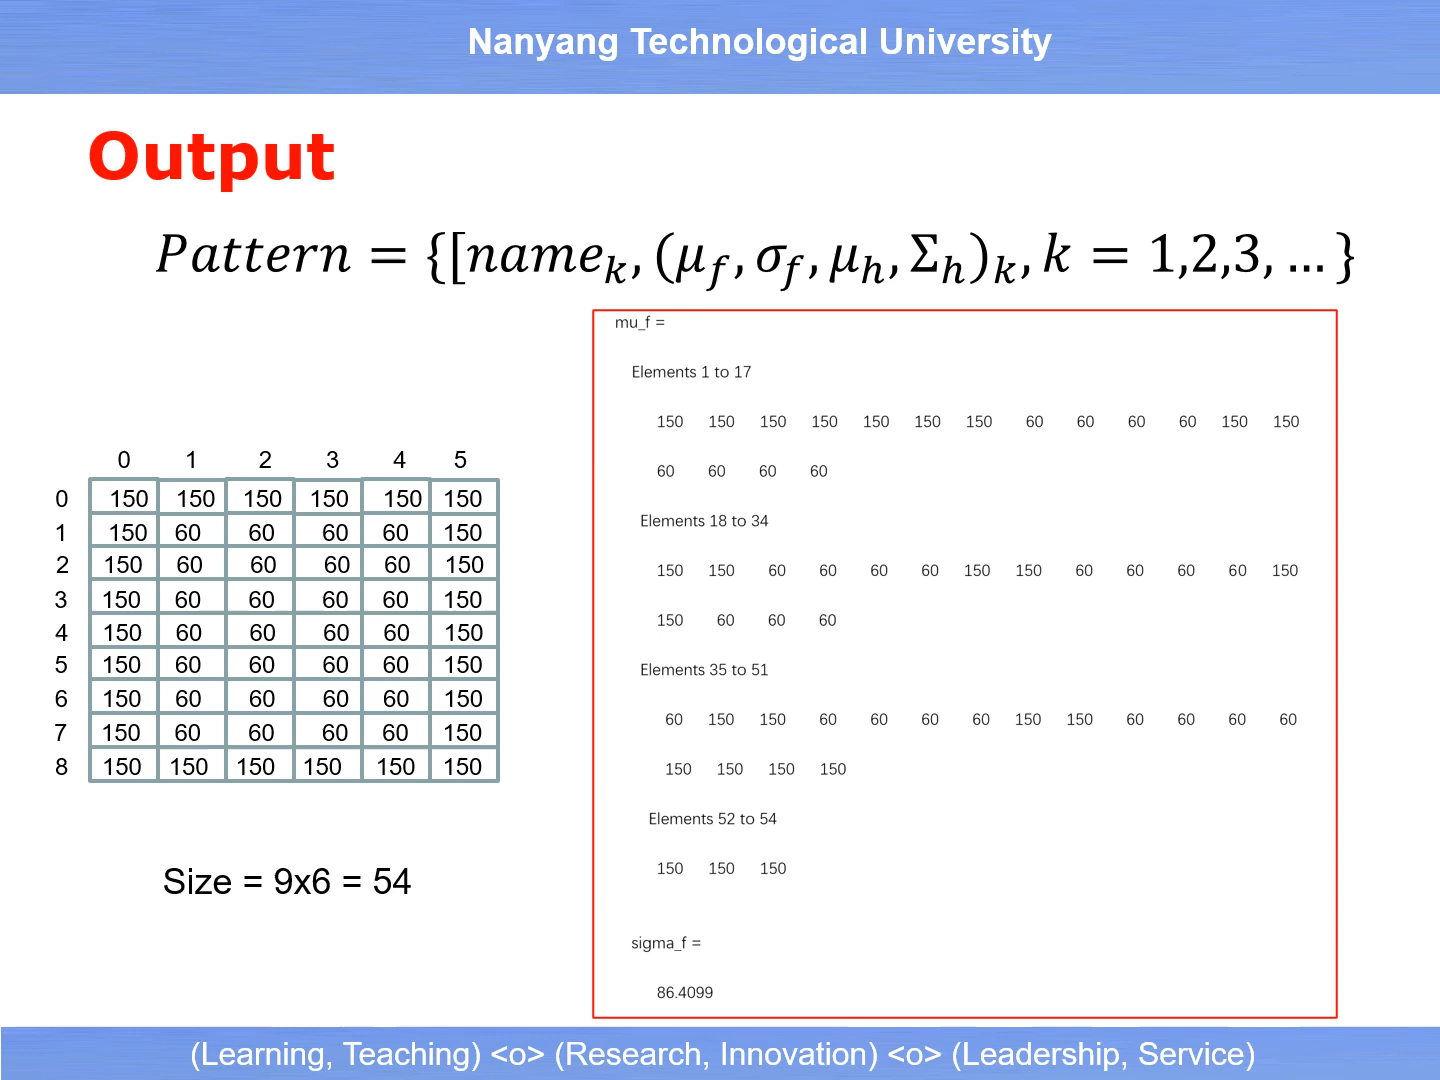 Nanyang Technological University
Output
𝑃𝑎𝑡𝑡𝑒𝑟𝑛 = {[𝑛𝑎𝑚𝑒ₖ, (𝜇_f, 𝜎_f, 𝜇_h, Σ_h)ₖ, 𝑘 = 1,2,3, … }
mu_f =
Elements 1 to 17
150 150 150 150 150 150 150 60 60 60 60 150 150
60 60 60 60
Elements 18 to 34
150 150 60 60 60 60 150 150 60 60 60 60 150
150 60 60 60
Elements 35 to 51
60 150 150 60 60 60 60 150 150 60 60 60 60
150 150 150 150
Elements 52 to 54
150 150 150
sigma_f =
86.4099
0 1 2 3 4 5
0 150 150 150 150 150 150
1 150 60 60 60 60 150
2 150 60 60 60 60 150
3 150 60 60 60 60 150
4 150 60 60 60 60 150
5 150 60 60 60 60 150
6 150 60 60 60 60 150
7 150 60 60 60 60 150
8 150 150 150 150 150 150
Size = 9x6 = 54
(Learning, Teaching) <o> (Research, Innovation) <o> (Leadership, Service)